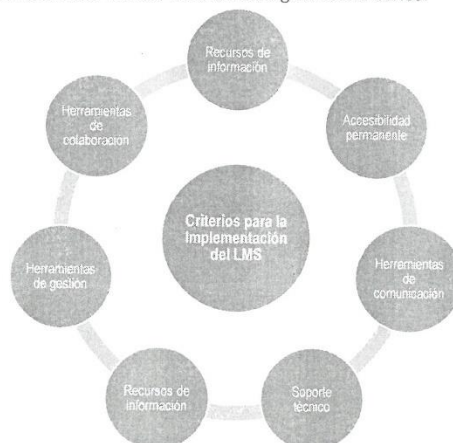 Recursos de
información
Accesibilidad
permanente
Herramientas
de
comunicación
Soporte
técnico
Recursos de
información
Herramientas
de gestión
Herramientas
de
colaboración
Criterios para la
Implementación
del LMS